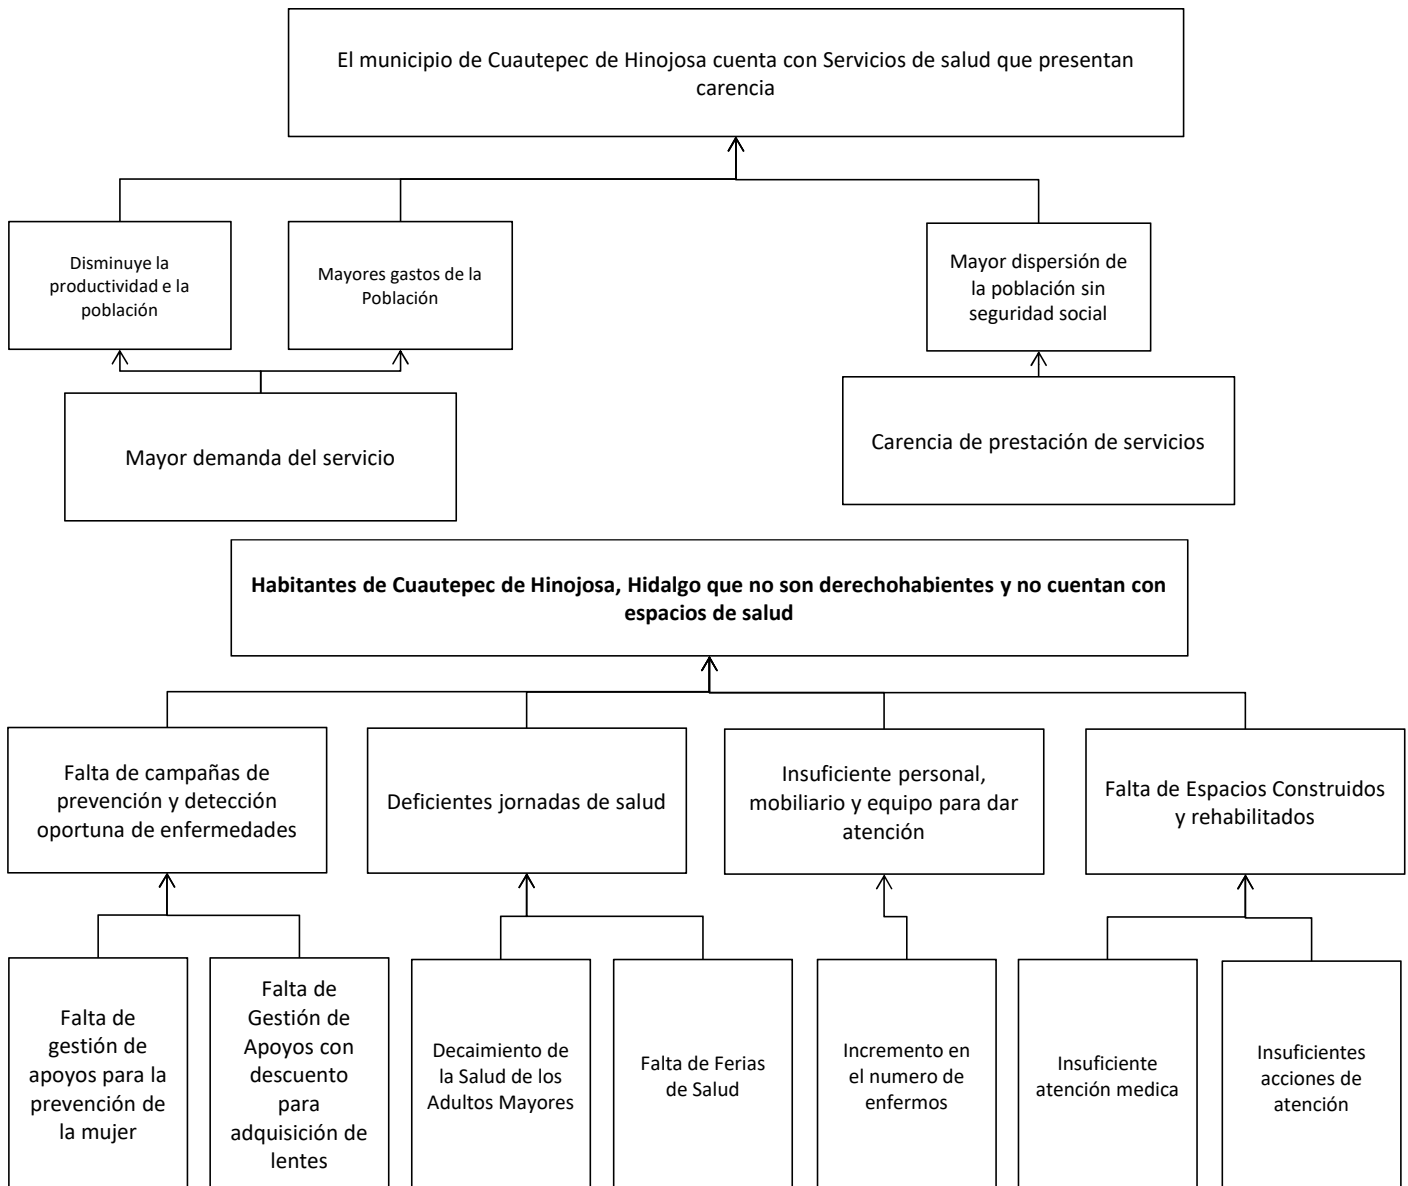 El municipio de Cuautepec de Hinojosa cuenta con Servicios de salud que presentan
carencia
Disminuye la
productividad e la
población
Mayores gastos de la
Población
Mayor dispersión de
la población sin
seguridad social
Mayor demanda del servicio
Carencia de prestación de servicios
Habitantes de Cuautepec de Hinojosa, Hidalgo que no son derechohabientes y no cuentan con
espacios de salud
Falta de campañas de
prevención y detección
oportuna de enfermedades
Deficientes jornadas de salud
Insuficiente personal,
mobiliario y equipo para dar
atención
Falta de Espacios Construidos
y rehabilitados
Falta de
gestión de
apoyos para la
prevención de
la mujer
Falta de
Gestión de
Apoyos con
descuento
para
adquisición de
lentes
Decaimiento de
la Salud de los
Adultos Mayores
Falta de Ferias
de Salud
Incremento en
el numero de
enfermos
Insuficiente
atención medica
Insuficientes
acciones de
atención